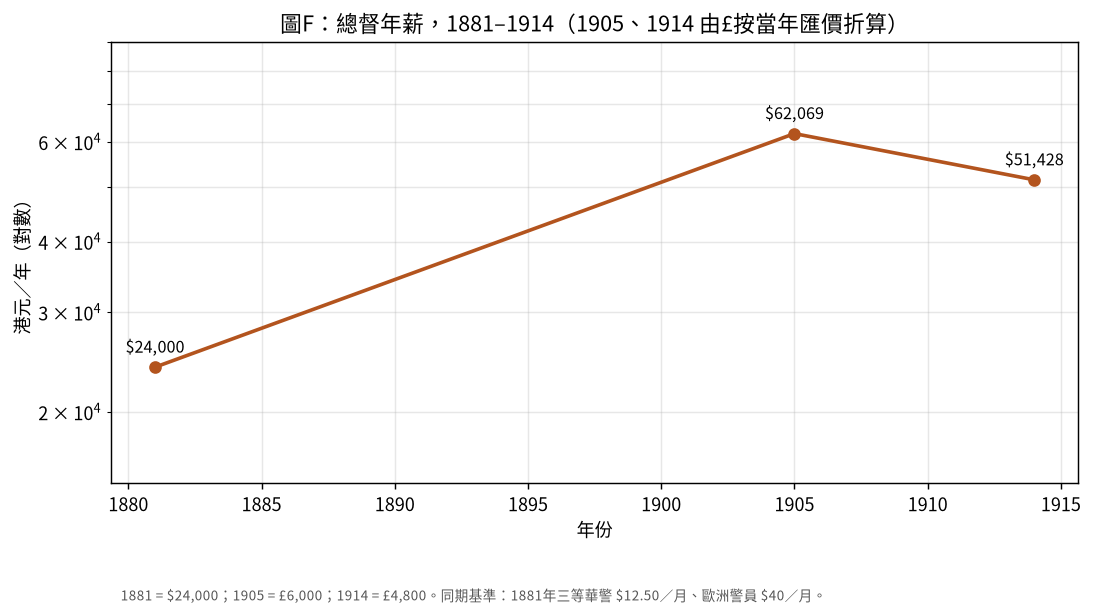 圖F：總督年薪，1881–1914（1905、1914 由£按當年匯價折算）
港元／年（對數）
6 × 10⁴
4 × 10⁴
3 × 10⁴
2 × 10⁴
$24,000
$62,069
$51,428
1880 1885 1890 1895 1900 1905 1910 1915
年份
1881 = $24,000；1905 = £6,000；1914 = £4,800。同期基準：1881年三等華警 $12.50／月、歐洲警員 $40／月。